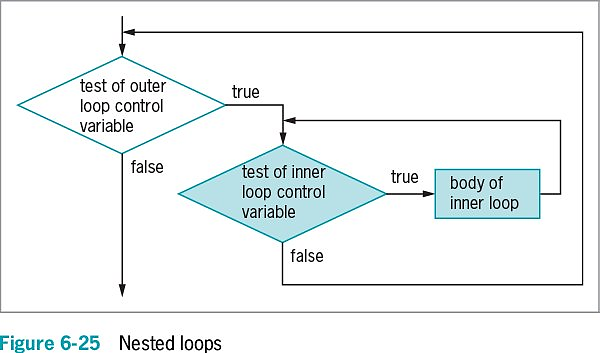 test of outer
loop control
variable
true
false
test of inner
loop control
variable
true
body of
inner loop
false
Figure 6-25 Nested loops